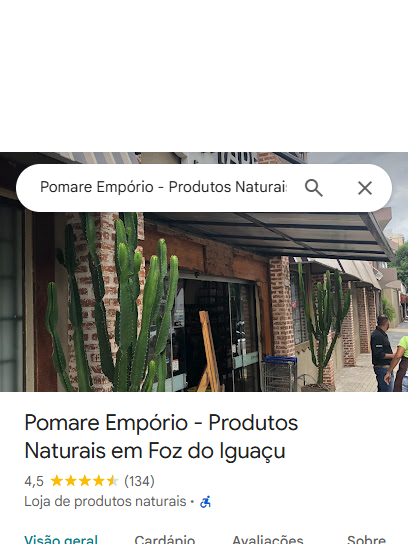 Pomare Empório - Produtos Naturais
Pomare Empório - Produtos
Naturais em Foz do Iguaçu
4,5 (134)
Loja de produtos naturais ·
Visão geral Cardápio Avaliações Sobre